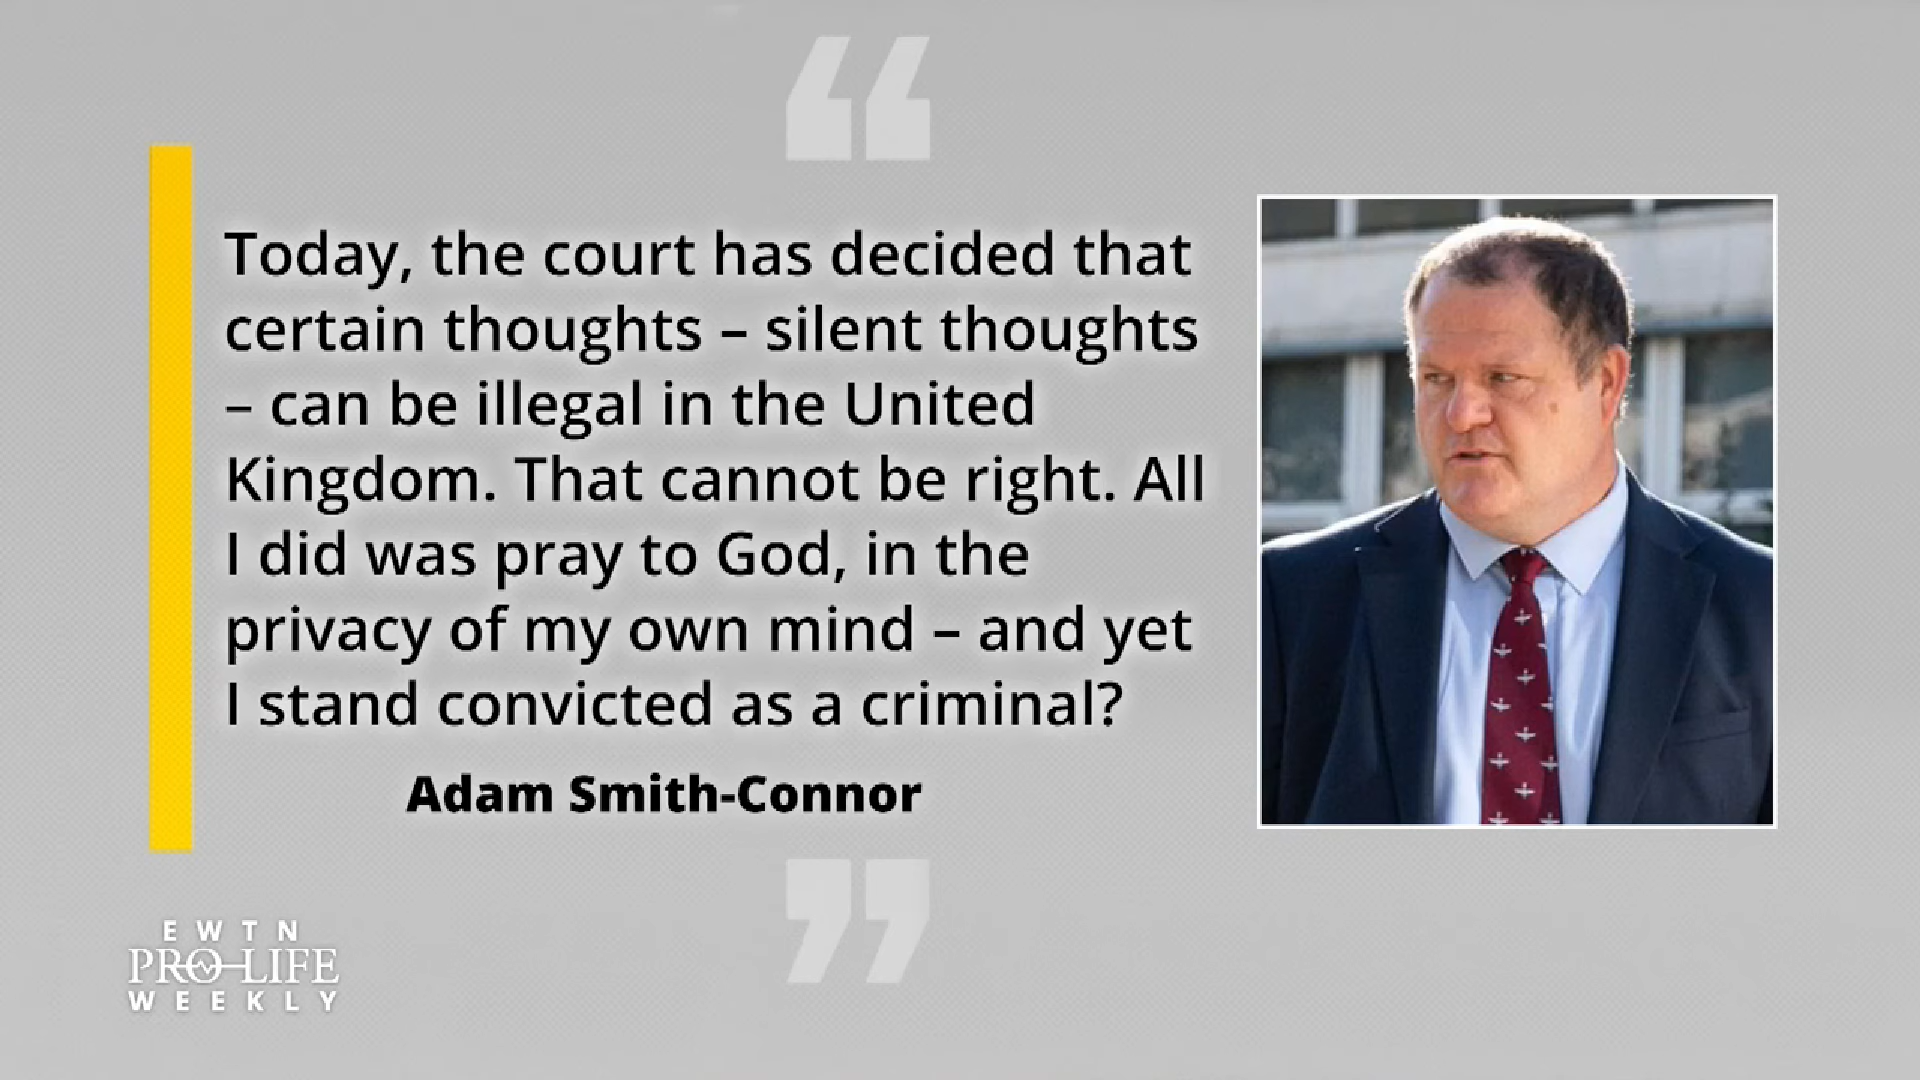 “
Today, the court has decided that
certain thoughts – silent thoughts
– can be illegal in the United
Kingdom. That cannot be right. All
I did was pray to God, in the
privacy of my own mind – and yet
I stand convicted as a criminal?
Adam Smith-Connor
”
EWTN
PRO-LIFE
WEEKLY